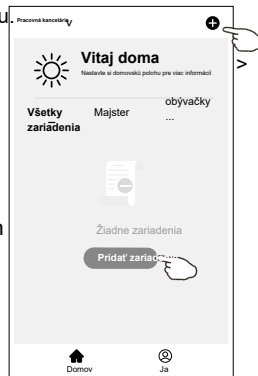 u.
Pracovná kancelária
v
Vitaj doma
Nastavte si domovskú polohu pre viac informácií
>
Všetky zariadenia
Majster
obývačky ...
Žiadne zariadenia
Pridať zariad
Domov
Ja